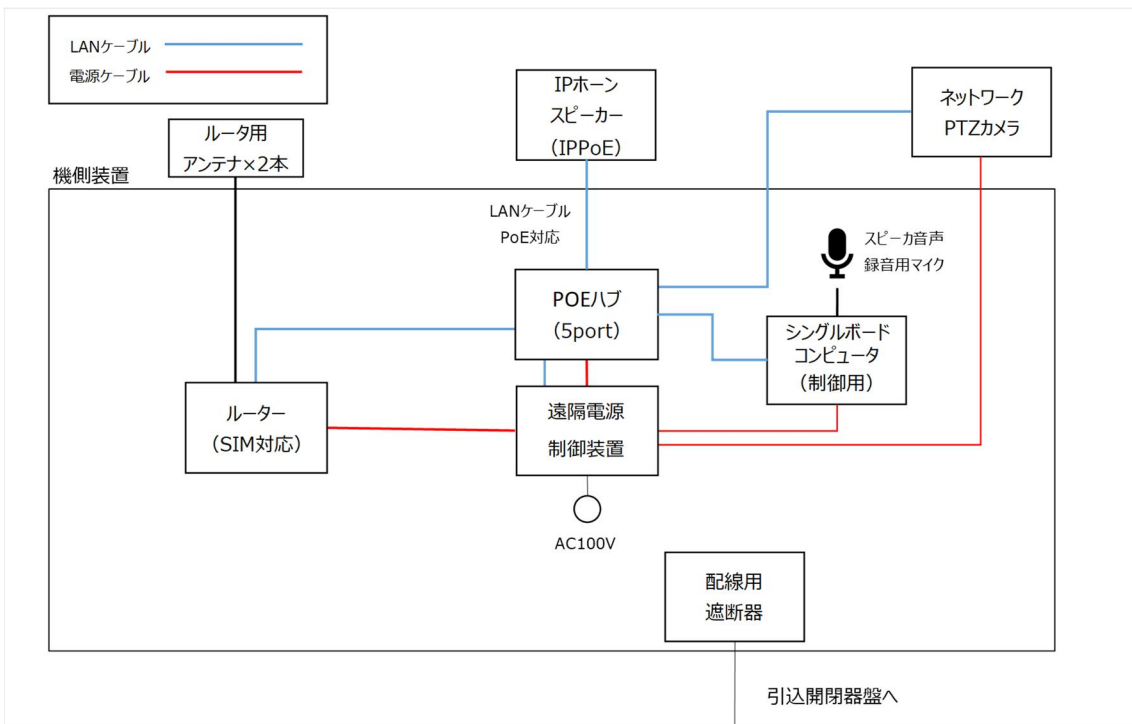 LANケーブル
電源ケーブル
ルータ用
アンテナ×2本
IPホーン
スピーカー
(IPPoE)
ネットワーク
PTZカメラ
機側装置
LANケーブル
PoE対応
スピーカ音声
録音用マイク
POEハブ
(5port)
シングルボード
コンピュータ
(制御用)
ルーター
(SIM対応)
遠隔電源
制御装置
AC100V
配線用
遮断器
引込開閉器盤へ